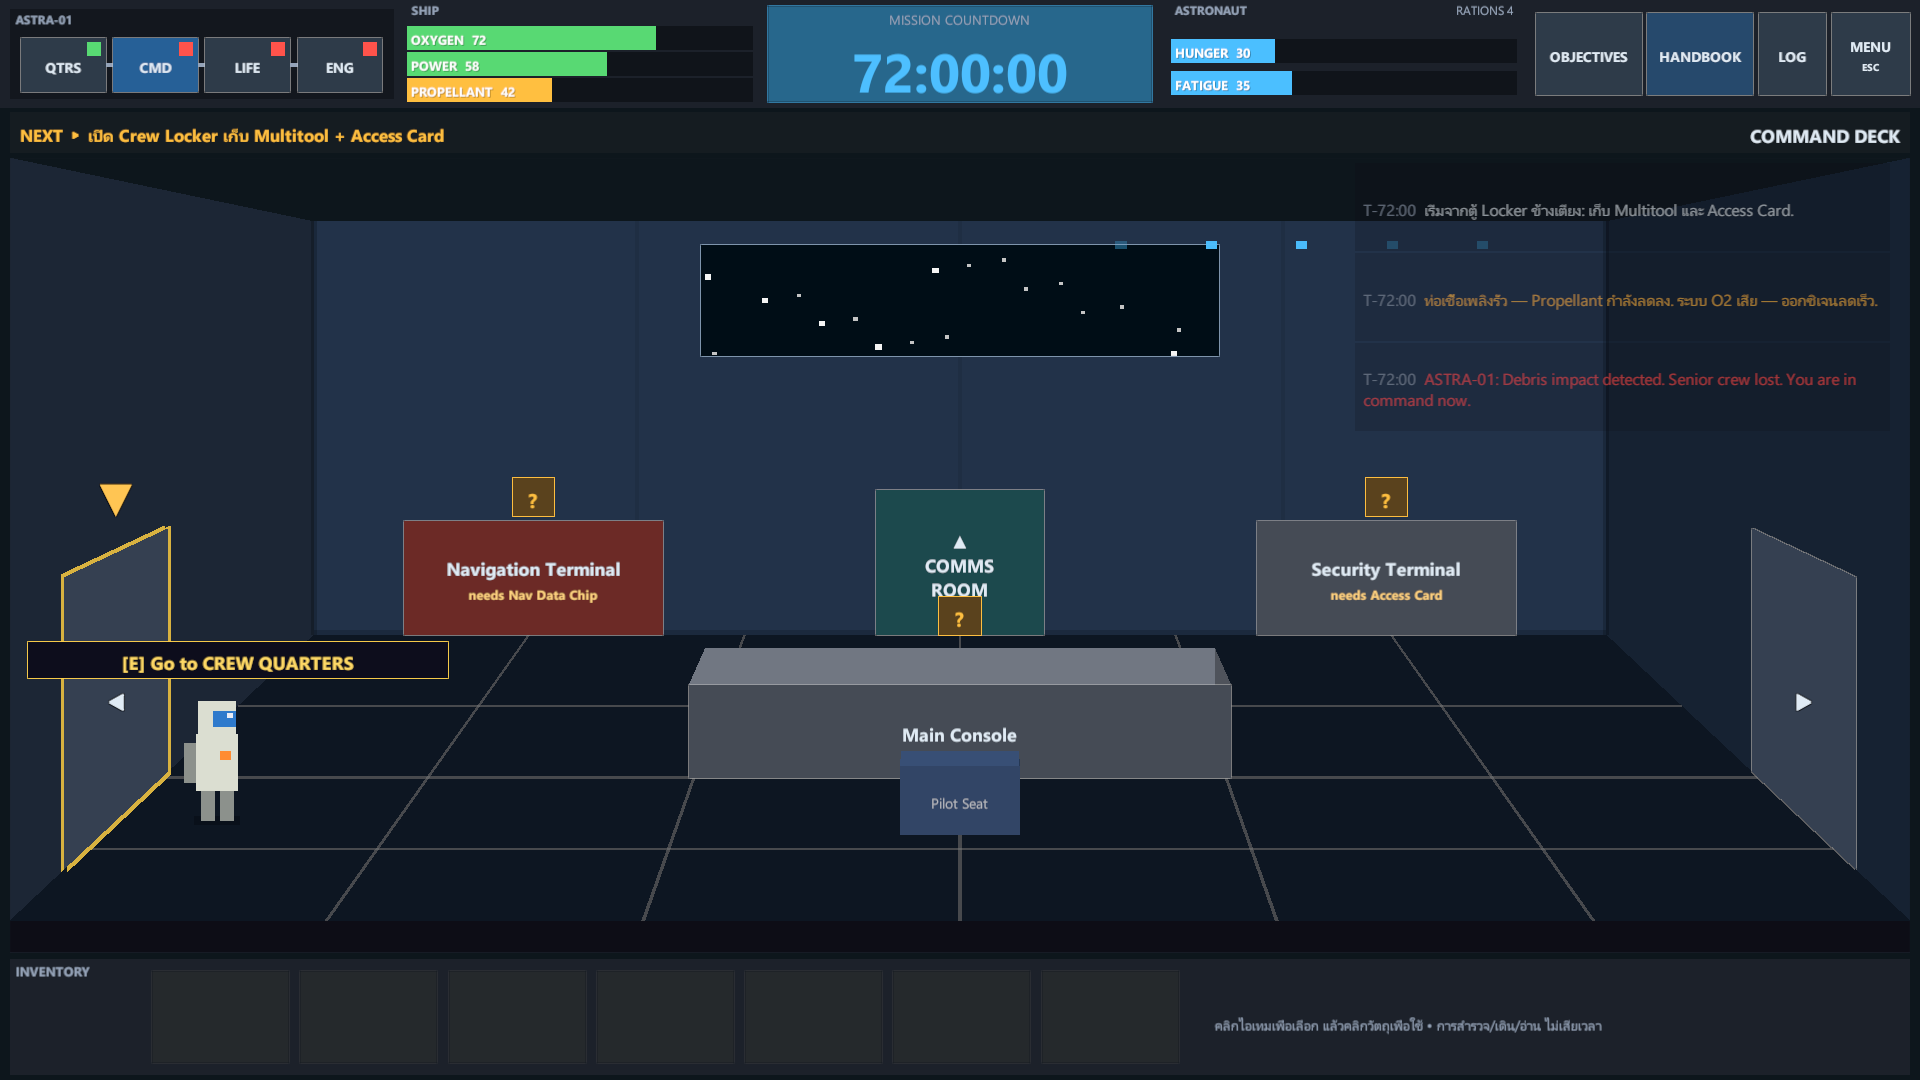 ASTRA-01
QTRS
CMD
LIFE
ENG
SHIP
OXYGEN 72
POWER 58
PROPELLANT 42
MISSION COUNTDOWN
72:00:00
ASTRONAUT
RATIONS 4
HUNGER 30
FATIGUE 35
OBJECTIVES
HANDBOOK
LOG
MENU
ESC
NEXT ▸ เปิด Crew Locker เก็บ Multitool + Access Card
COMMAND DECK
T-72:00 เริ่มจากตู้ Locker ข้างเตียง: เก็บ Multitool และ Access Card.
T-72:00 ท่อเชื้อเพลิงรั่ว — Propellant กำลังลดลง. ระบบ O2 เสีย — ออกซิเจนลดเร็ว.
T-72:00 ASTRA-01: Debris impact detected. Senior crew lost. You are in
command now.
?
?
Navigation Terminal
needs Nav Data Chip
▲
COMMS
ROOM
?
Security Terminal
needs Access Card
[E] Go to CREW QUARTERS
◀
▶
Main Console
Pilot Seat
INVENTORY
คลิกไอเทมเพื่อเลือก แล้วคลิกวัตถุเพื่อใช้ • การสำรวจ/เดิน/อ่าน ไม่เสียเวลา